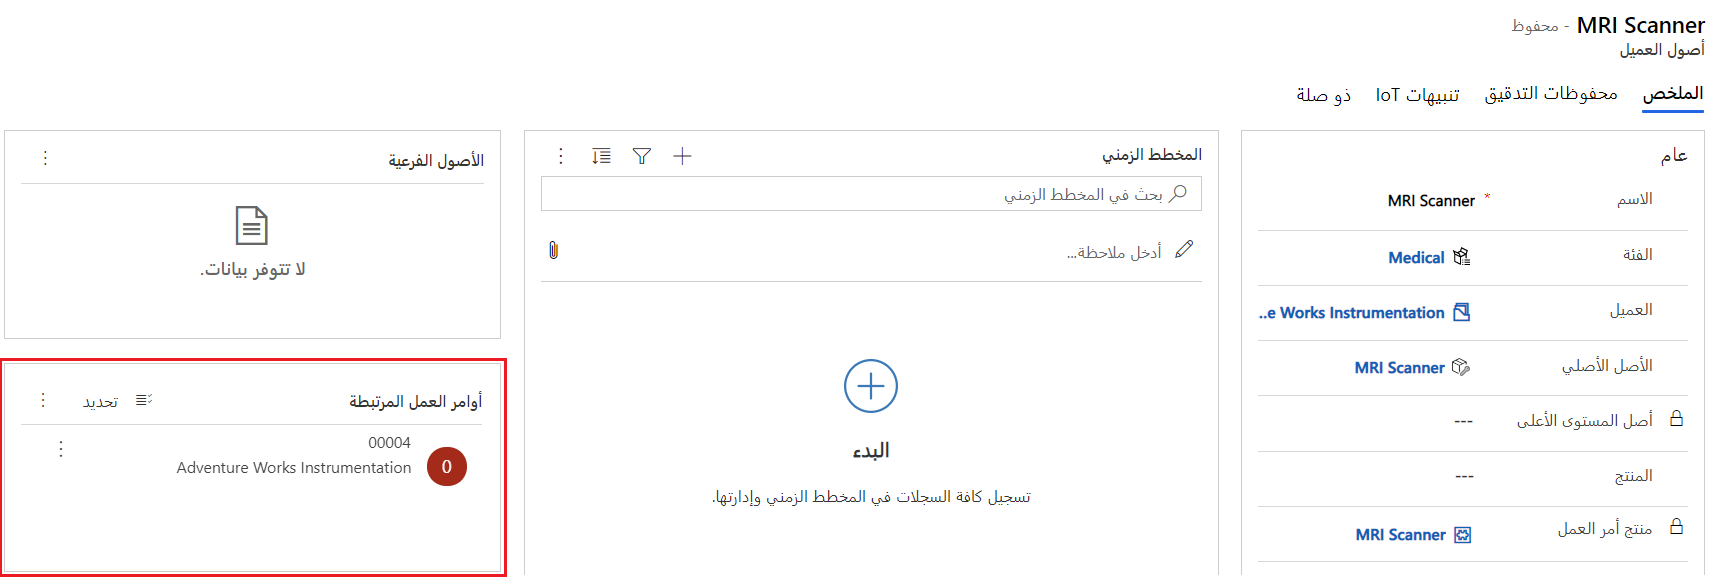 MRI Scanner - محفوظ
أصول العميل
الملخص
محفوظات التدقيق
تنبيهات IoT
ذو صلة
عام
الاسم
* MRI Scanner
الفئة
Medical
العميل
..e Works Instrumentation
الأصل الأصلي
MRI Scanner
أصل المستوى الأعلى
---
المنتج
---
منتج أمر العمل
MRI Scanner
المخطط الزمني
بحث في المخطط الزمني
أدخل ملاحظة...
البدء
تسجيل كافة السجلات في المخطط الزمني وإدارتها.
الأصول الفرعية
لا تتوفر بيانات.
أوامر العمل المرتبطة
تحديد
0
00004
Adventure Works Instrumentation